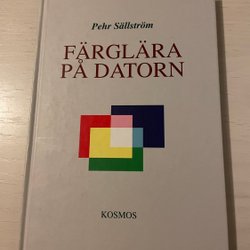 Pehr Sällström
FÄRGLÄRA
PÅ DATORN
KOSMOS